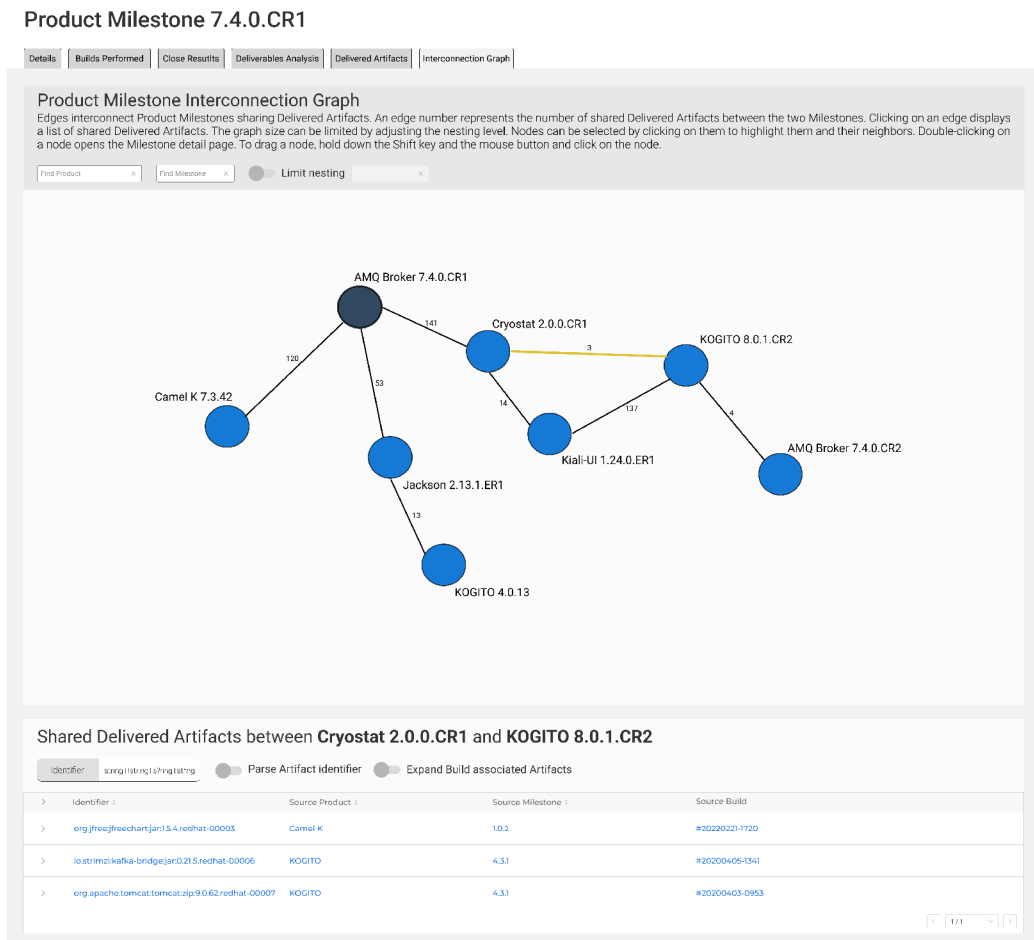 Product Milestone 7.4.0.CR1
Details Builds Performed Close Resutlts Deliverables Analysis Delivered Artifacts Interconnection Graph
Product Milestone Interconnection Graph
Edges interconnect Product Milestones sharing Delivered Artifacts. An edge number represents the number of shared Delivered Artifacts between the two Milestones. Clicking on an edge displays
a list of shared Delivered Artifacts. The graph size can be limited by adjusting the nesting level. Nodes can be selected by clicking on them to highlight them and their neighbors. Double-clicking on
a node opens the Milestone detail page. To drag a node, hold down the Shift key and the mouse button and click on the node.
Find Product x Find Milestone x Limit nesting x
AMQ Broker 7.4.0.CR1
141
Cryostat 2.0.0.CR1
3
KOGITO 8.0.1.CR2
120
53
Camel K 7.3.42
14
137
4
AMQ Broker 7.4.0.CR2
Kiali-UI 1.24.0.ER1
Jackson 2.13.1.ER1
13
KOGITO 4.0.13
Shared Delivered Artifacts between Cryostat 2.0.0.CR1 and KOGITO 8.0.1.CR2
Identifier string | !string | s?ring | st*ng Parse Artifact identifier Expand Build associated Artifacts
Identifier Source Product Source Milestone Source Build
org.jfree:jfreechart:jar:1.5.4.redhat-00003 Camel K 1.0.2 #20220221-1720
io.strimzi:kafka-bridge:jar:0.21.5.redhat-00006 KOGITO 4.3.1 #20200405-1341
org.apache.tomcat:tomcat:zip:9.0.62.redhat-00007 KOGITO 4.3.1 #20200403-0953
< 1 / 1 >